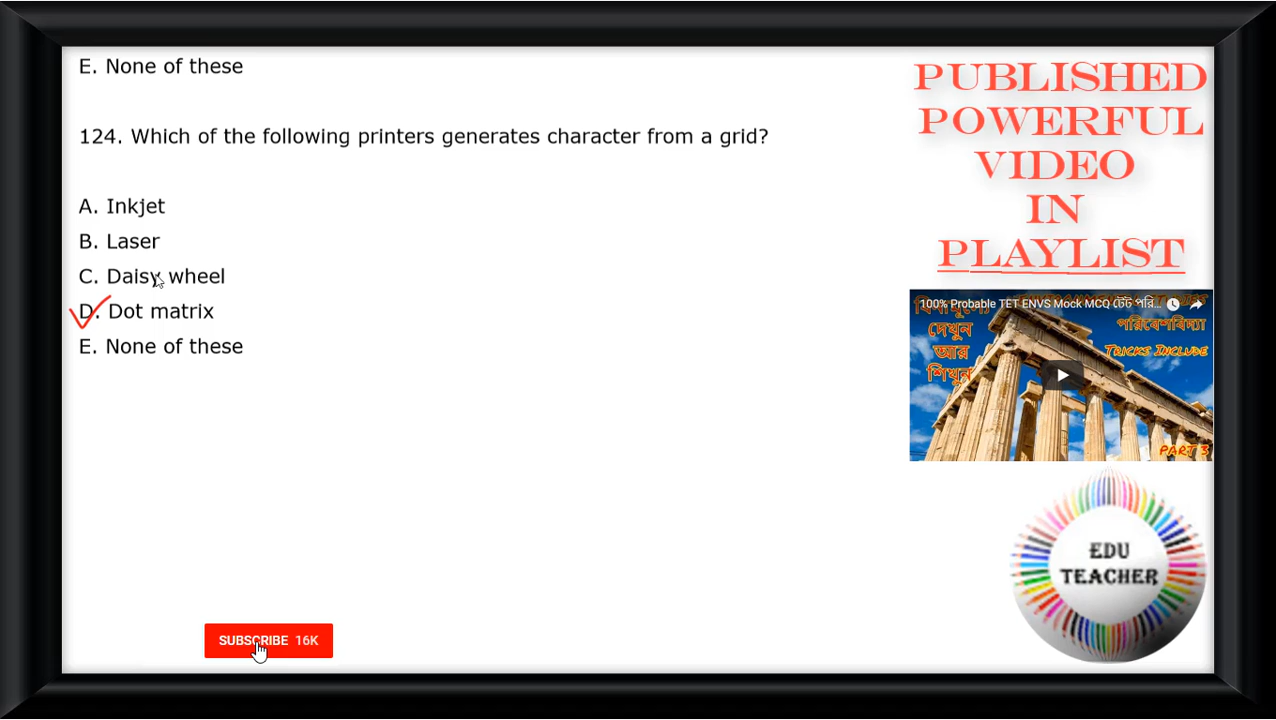 E. None of these
124. Which of the following printers generates character from a grid?
A. Inkjet
B. Laser
C. Daisy wheel
D. Dot matrix
E. None of these
SUBSCRIBE 16K
PUBLISHED
POWERFUL
VIDEO
IN
PLAYLIST
100% Probable TET ENVS Mock MCQ টেট পরি...
পরিবেশবিদ্যা
TRICKS INCLUDE
দেখুন
আর
শিখুন
PART 3
EDU
TEACHER